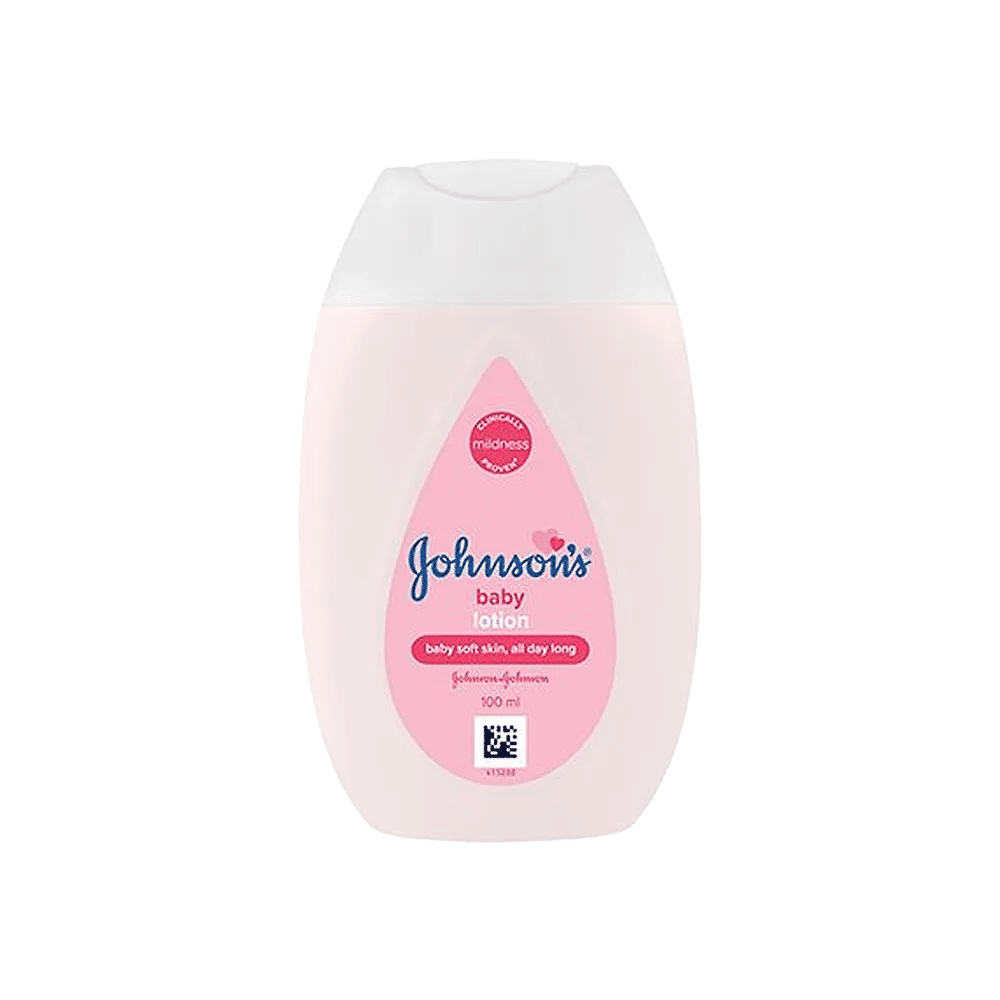 CLINICALLY
mildness
PROVEN*
Johnson's®
baby
lotion
baby soft skin, all day long
Johnson & Johnson
100 ml